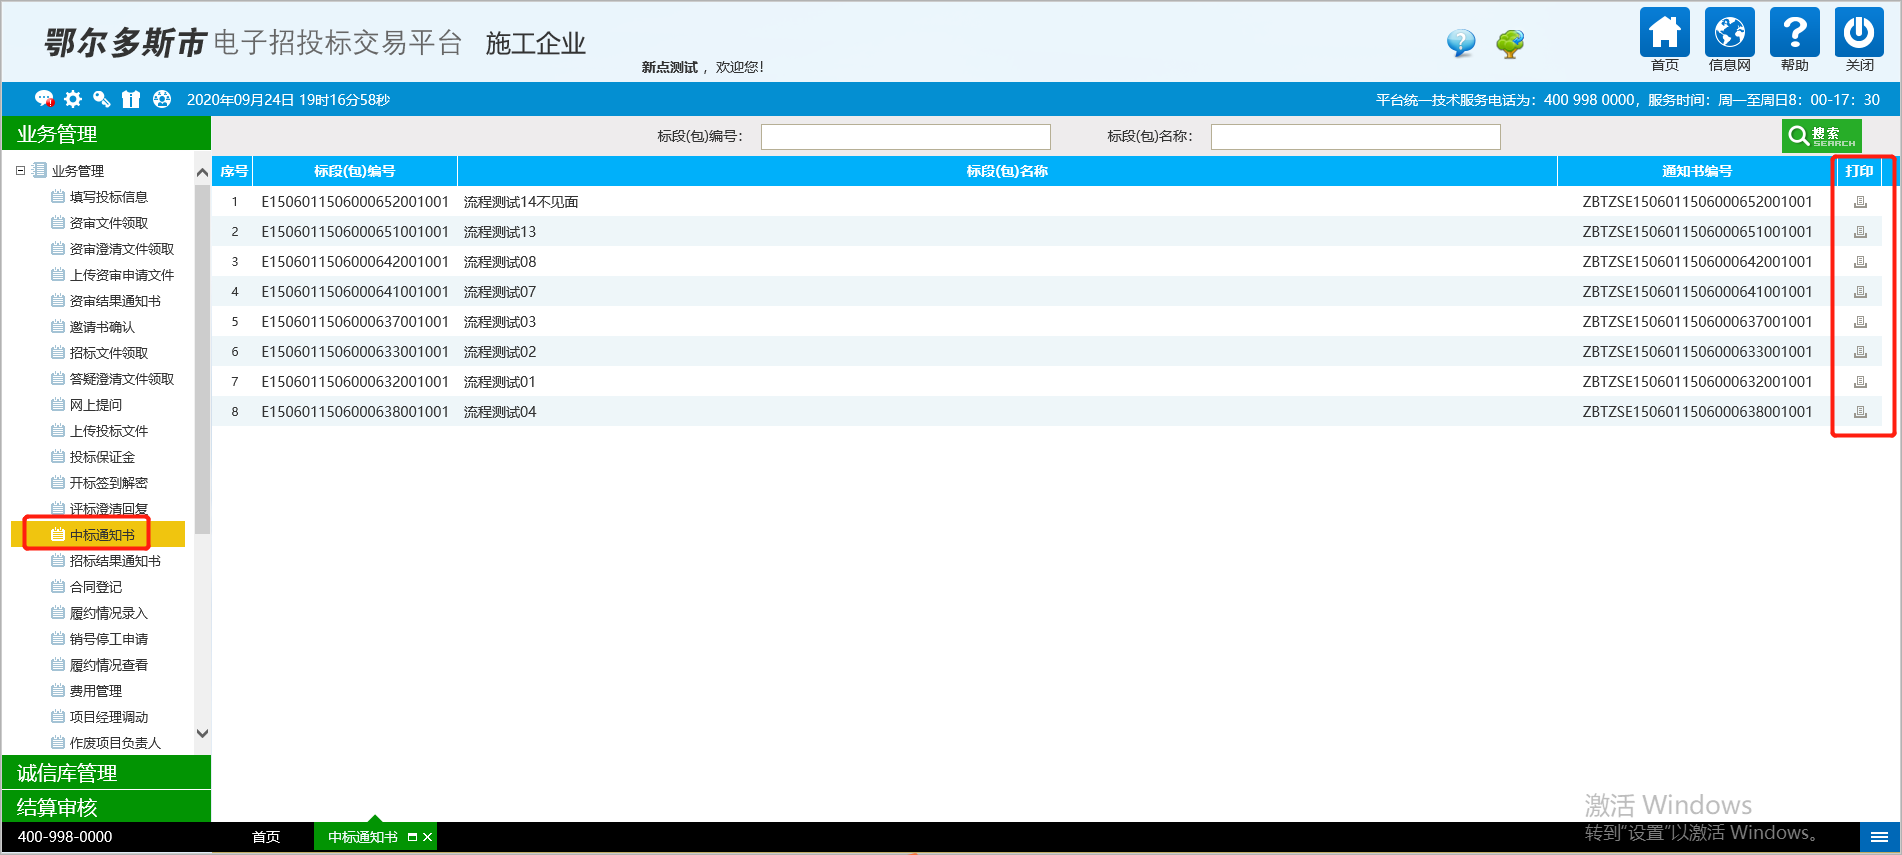 鄂尔多斯市 电子招投标交易平台 施工企业
新点测试，欢迎您!
首页 信息网 帮助 关闭
2020年09月24日 19时16分58秒
平台统一技术服务电话为：400 998 0000，服务时间：周一至周日8：00-17：30
业务管理
业务管理
填写投标信息
资审文件领取
资审澄清文件领取
上传资审申请文件
资审结果通知书
邀请书确认
招标文件领取
答疑澄清文件领取
网上提问
上传投标文件
投标保证金
开标签到解密
评标澄清回复
中标通知书
招标结果通知书
合同登记
履约情况录入
销号停工申请
履约情况查看
费用管理
项目经理调动
作废项目负责人
诚信库管理
结算审核
标段(包)编号： 标段(包)名称： 搜索 SEARCH
序号 标段(包)编号 标段(包)名称 通知书编号 打印
1 E1506011506000652001001 流程测试14不见面 ZBTZSE1506011506000652001001
2 E1506011506000651001001 流程测试13 ZBTZSE1506011506000651001001
3 E1506011506000642001001 流程测试08 ZBTZSE1506011506000642001001
4 E1506011506000641001001 流程测试07 ZBTZSE1506011506000641001001
5 E1506011506000637001001 流程测试03 ZBTZSE1506011506000637001001
6 E1506011506000633001001 流程测试02 ZBTZSE1506011506000633001001
7 E1506011506000632001001 流程测试01 ZBTZSE1506011506000632001001
8 E1506011506000638001001 流程测试04 ZBTZSE1506011506000638001001
激活 Windows
转到“设置”以激活 Windows。
400-998-0000 首页 中标通知书